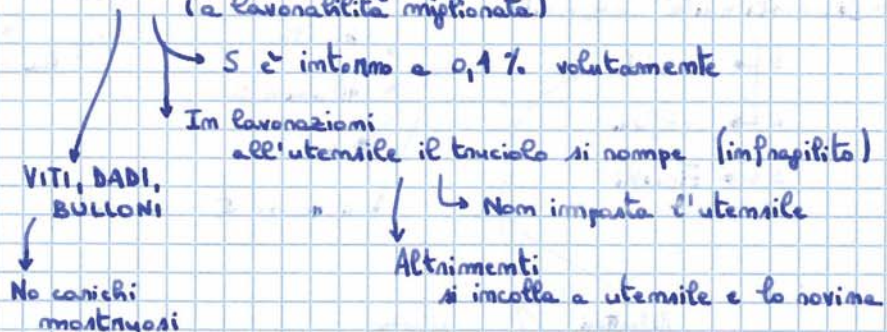 (a lavorabilità migliorata)
S è intorno a 0,1 % volutamente
In lavorazioni
all'utensile il truciolo si rompe (infragilito)
VITI, DADI,
BULLONI
Non impasta l'utensile
Altrimenti
si incolla a utensile e lo rovina
No carichi
mostruosi